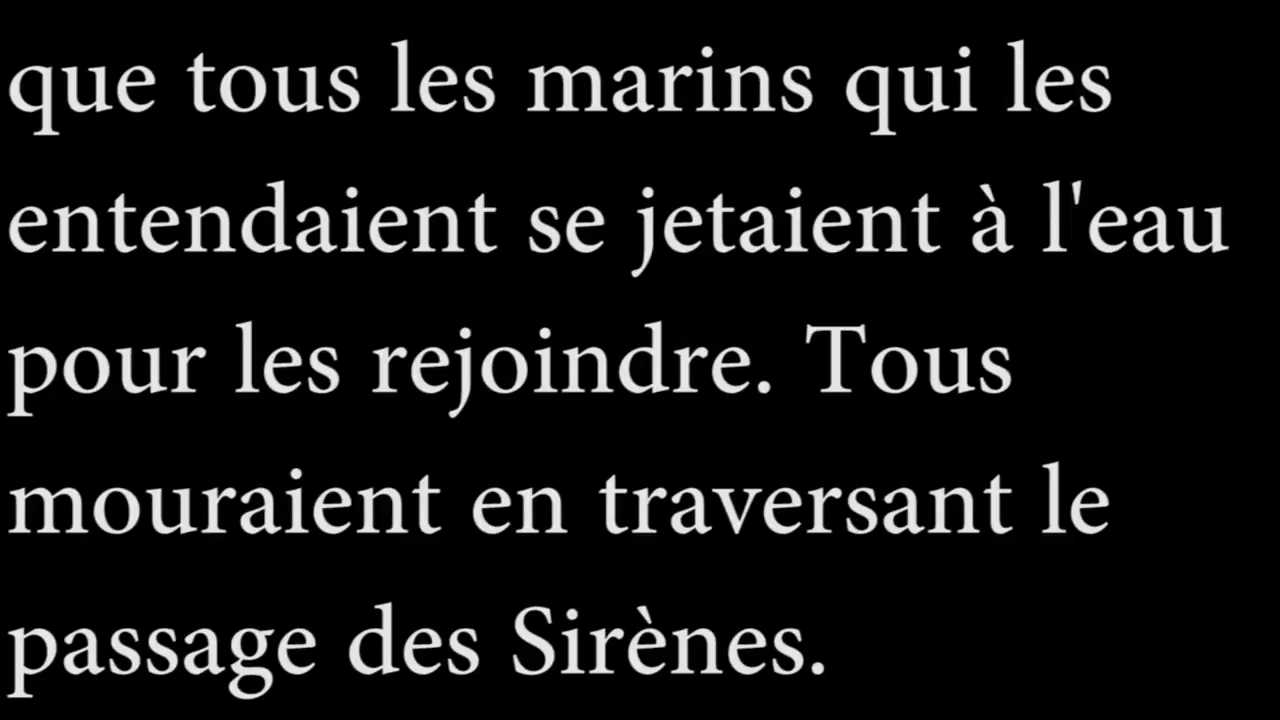 que tous les marins qui les
entendaient se jetaient à l'eau
pour les rejoindre. Tous
mouraient en traversant le
passage des Sirènes.